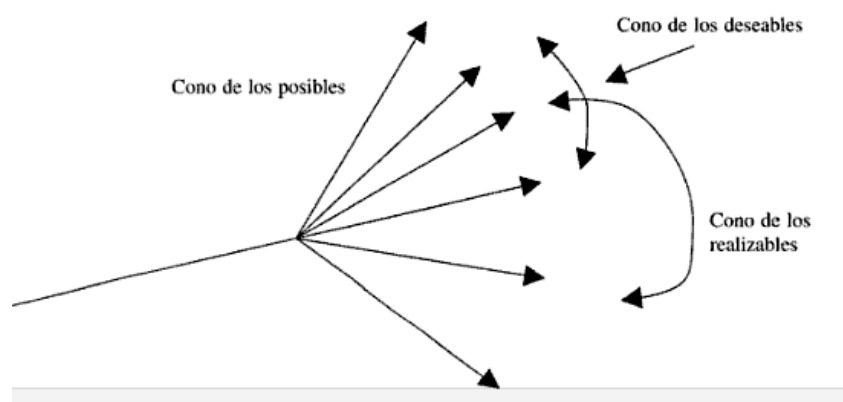 Cono de los deseables
Cono de los posibles
Cono de los
realizables